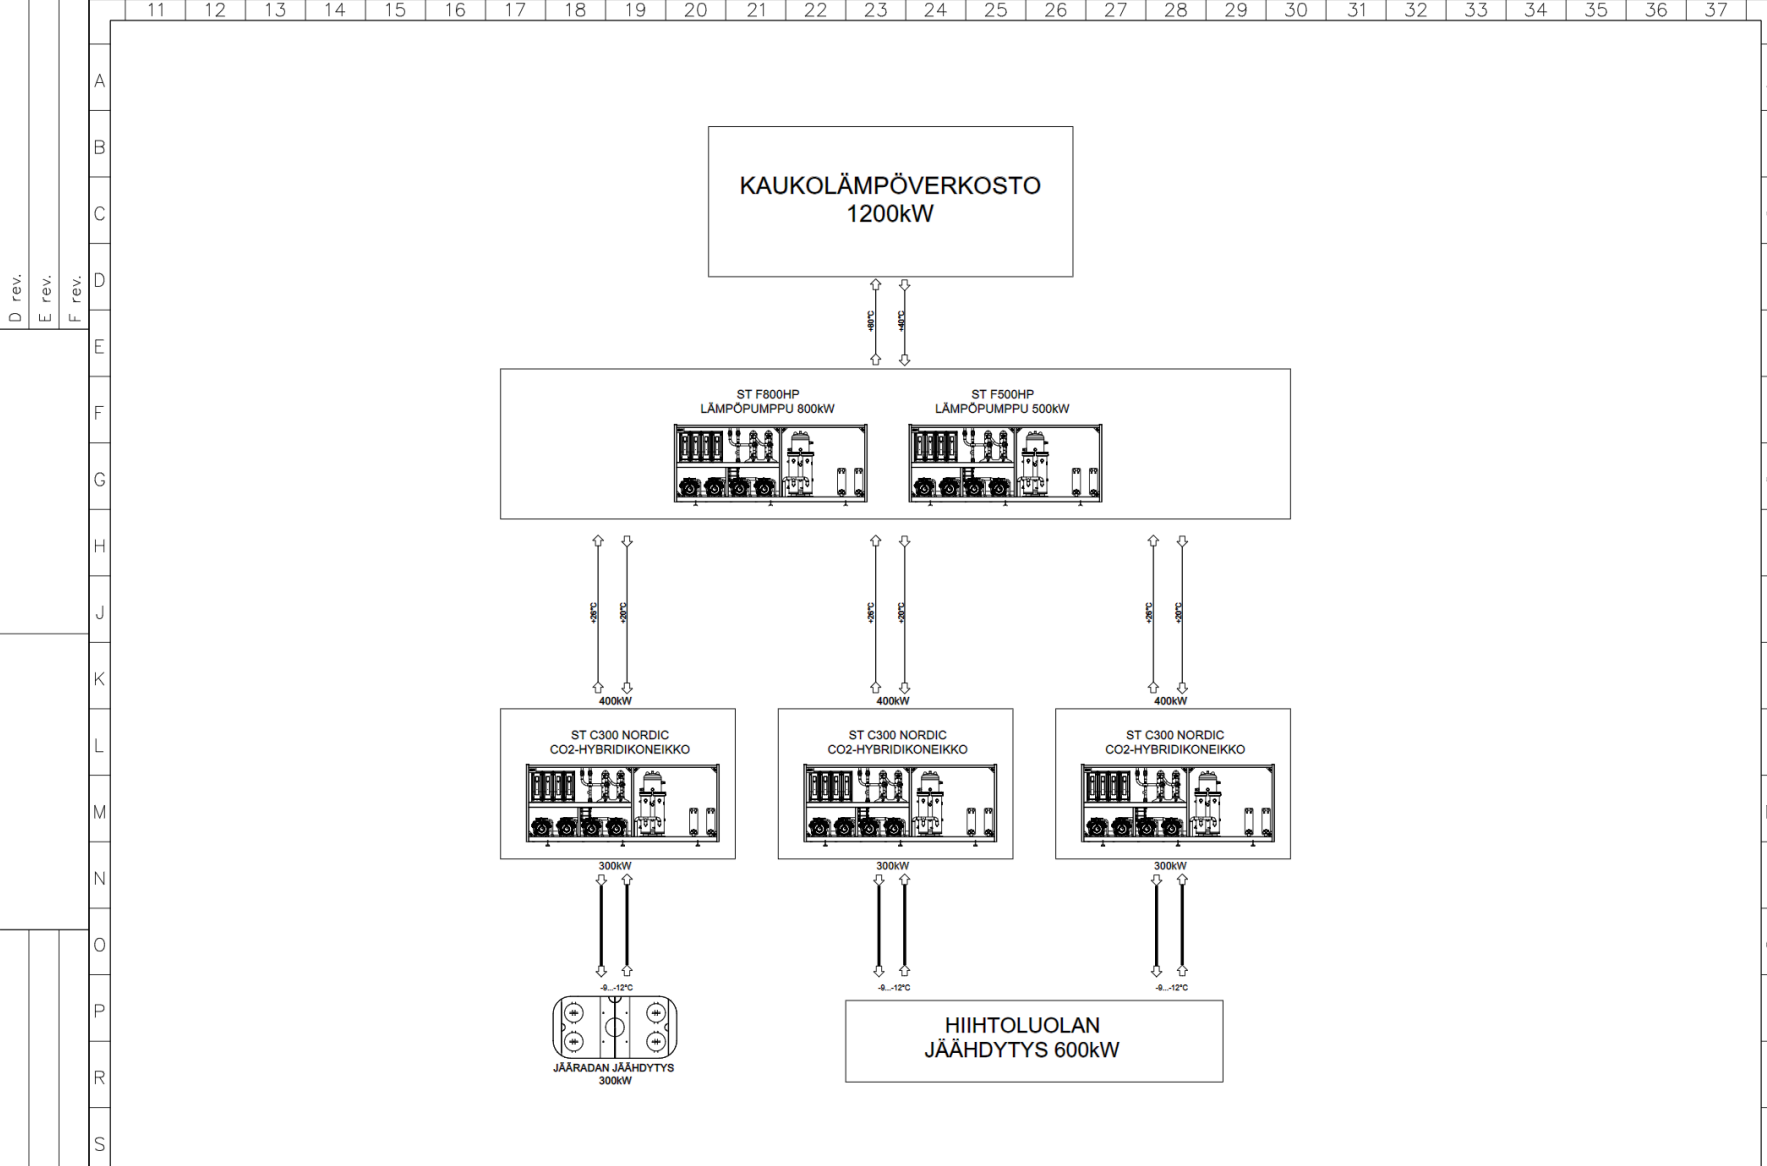 11 12 13 14 15 16 17 18 19 20 21 22 23 24 25 26 27 28 29 30 31 32 33 34 35 36 37
A
B
C
D
E
F
G
H
J
K
L
M
N
O
P
R
S
D rev.
E rev.
F rev.
KAUKOLÄMPÖVERKOSTO
1200kW
+80°C +40°C
ST F800HP
LÄMPÖPUMPPU 800kW
ST F500HP
LÄMPÖPUMPPU 500kW
+26°C +20°C
+26°C +20°C
+26°C +20°C
400kW
400kW
400kW
ST C300 NORDIC
CO2-HYBRIDIKONEIKKO
ST C300 NORDIC
CO2-HYBRIDIKONEIKKO
ST C300 NORDIC
CO2-HYBRIDIKONEIKKO
300kW
300kW
300kW
-9...-12°C
-9...-12°C
-9...-12°C
JÄÄRADAN JÄÄHDYTYS
300kW
HIIHTOLUOLAN
JÄÄHDYTYS 600kW